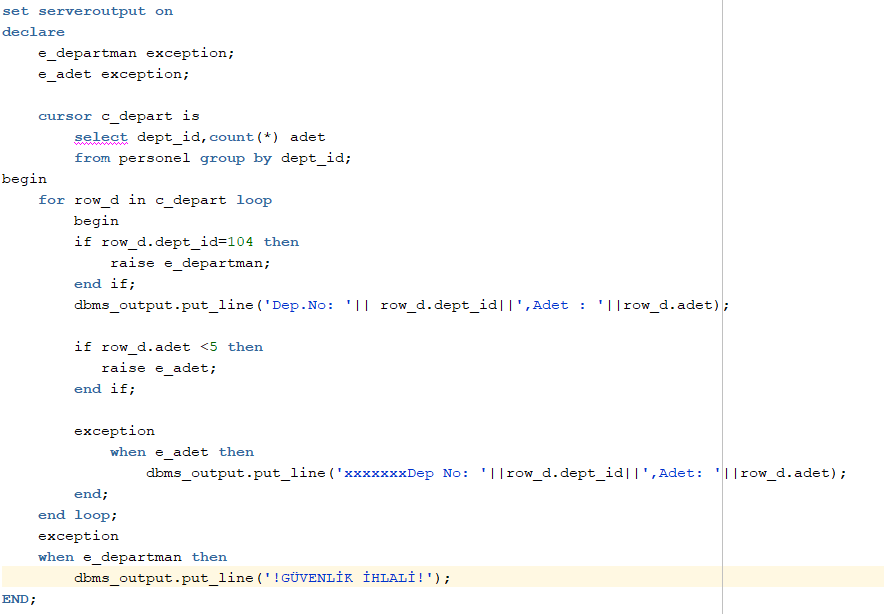 set serveroutput on
declare
    e_departman exception;
    e_adet exception;

    cursor c_depart is
        select dept_id,count(*) adet
        from personel group by dept_id;
begin
    for row_d in c_depart loop
        begin
        if row_d.dept_id=104 then
            raise e_departman;
        end if;
        dbms_output.put_line('Dep.No: '|| row_d.dept_id||',Adet : '||row_d.adet);

        if row_d.adet <5 then
           raise e_adet;
        end if;

        exception
            when e_adet then
                dbms_output.put_line('xxxxxxxDep No: '||row_d.dept_id||',Adet: '||row_d.adet);
        end;
    end loop;
    exception
    when e_departman then
        dbms_output.put_line('!GÜVENLİK İHLALİ!');
END;